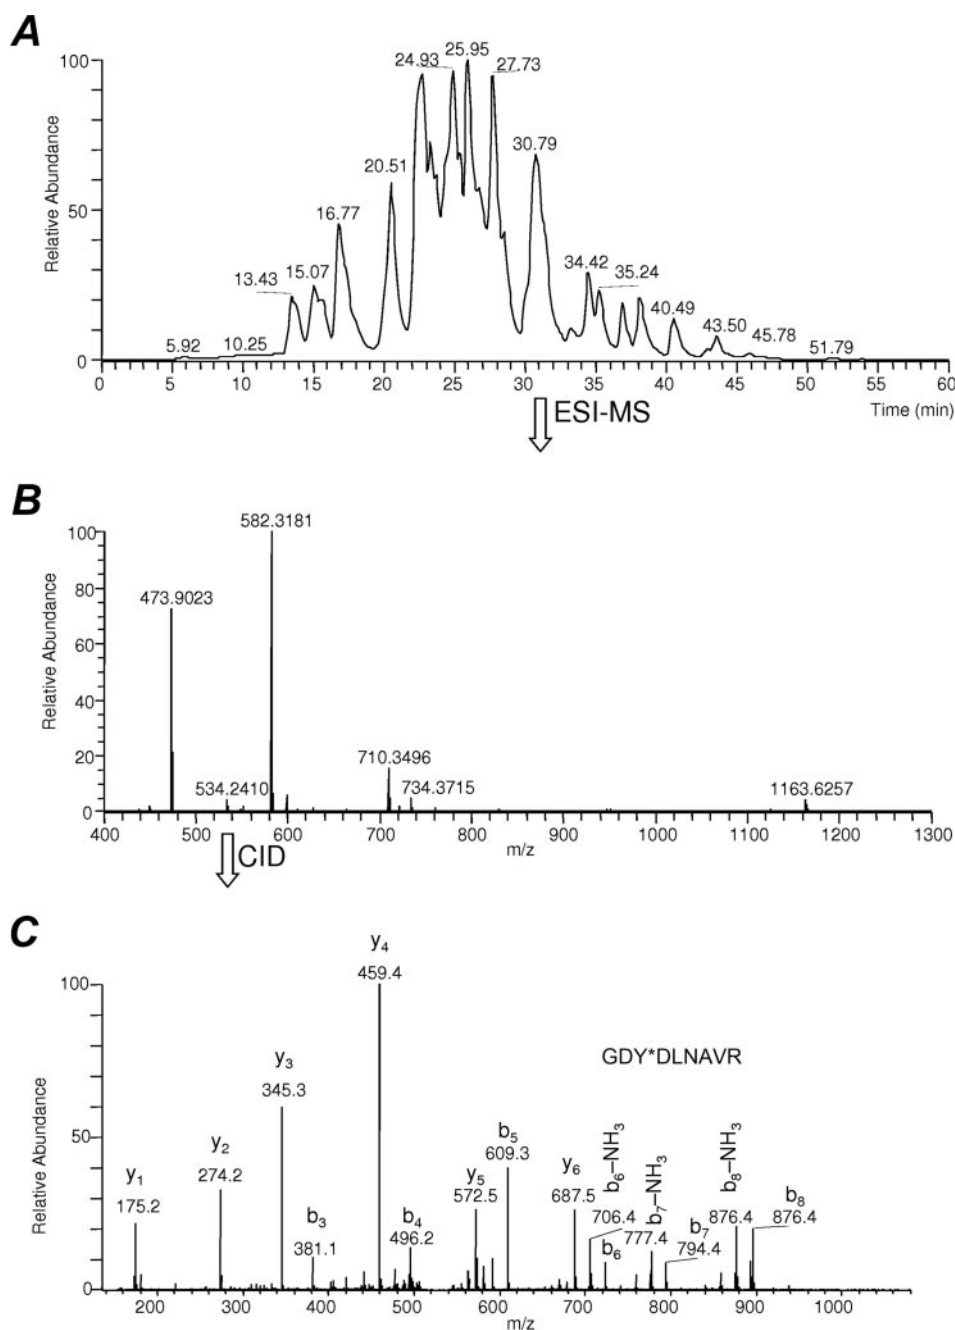 A
25.95
24.93
27.73
100
30.79
20.51
Relative Abundance
50
16.77
34.42
13.43
15.07
35.24
40.49
43.50
5.92
10.25
45.78
51.79
0
0 5 10 15 20 25 30 35 40 45 50 55 60
Time (min)
ESI-MS
B
582.3181
100
80
473.9023
60
Relative Abundance
40
20
710.3496
534.2410
734.3715
1163.6257
0
400 500 600 700 800 900 1000 1100 1200 1300
m/z
CID
C
y4
459.4
100
GDY*DLNAVR
y3
345.3
Relative Abundance
50
b5
609.3
y2
274.2
y1
175.2
y5
572.5
y6
687.5
b6–NH3
706.4
b7–NH3
777.4
b8–NH3
876.4
b8
876.4
b3
381.1
b4
496.2
b6
b7
794.4
0
200 300 400 500 600 700 800 900 1000
m/z